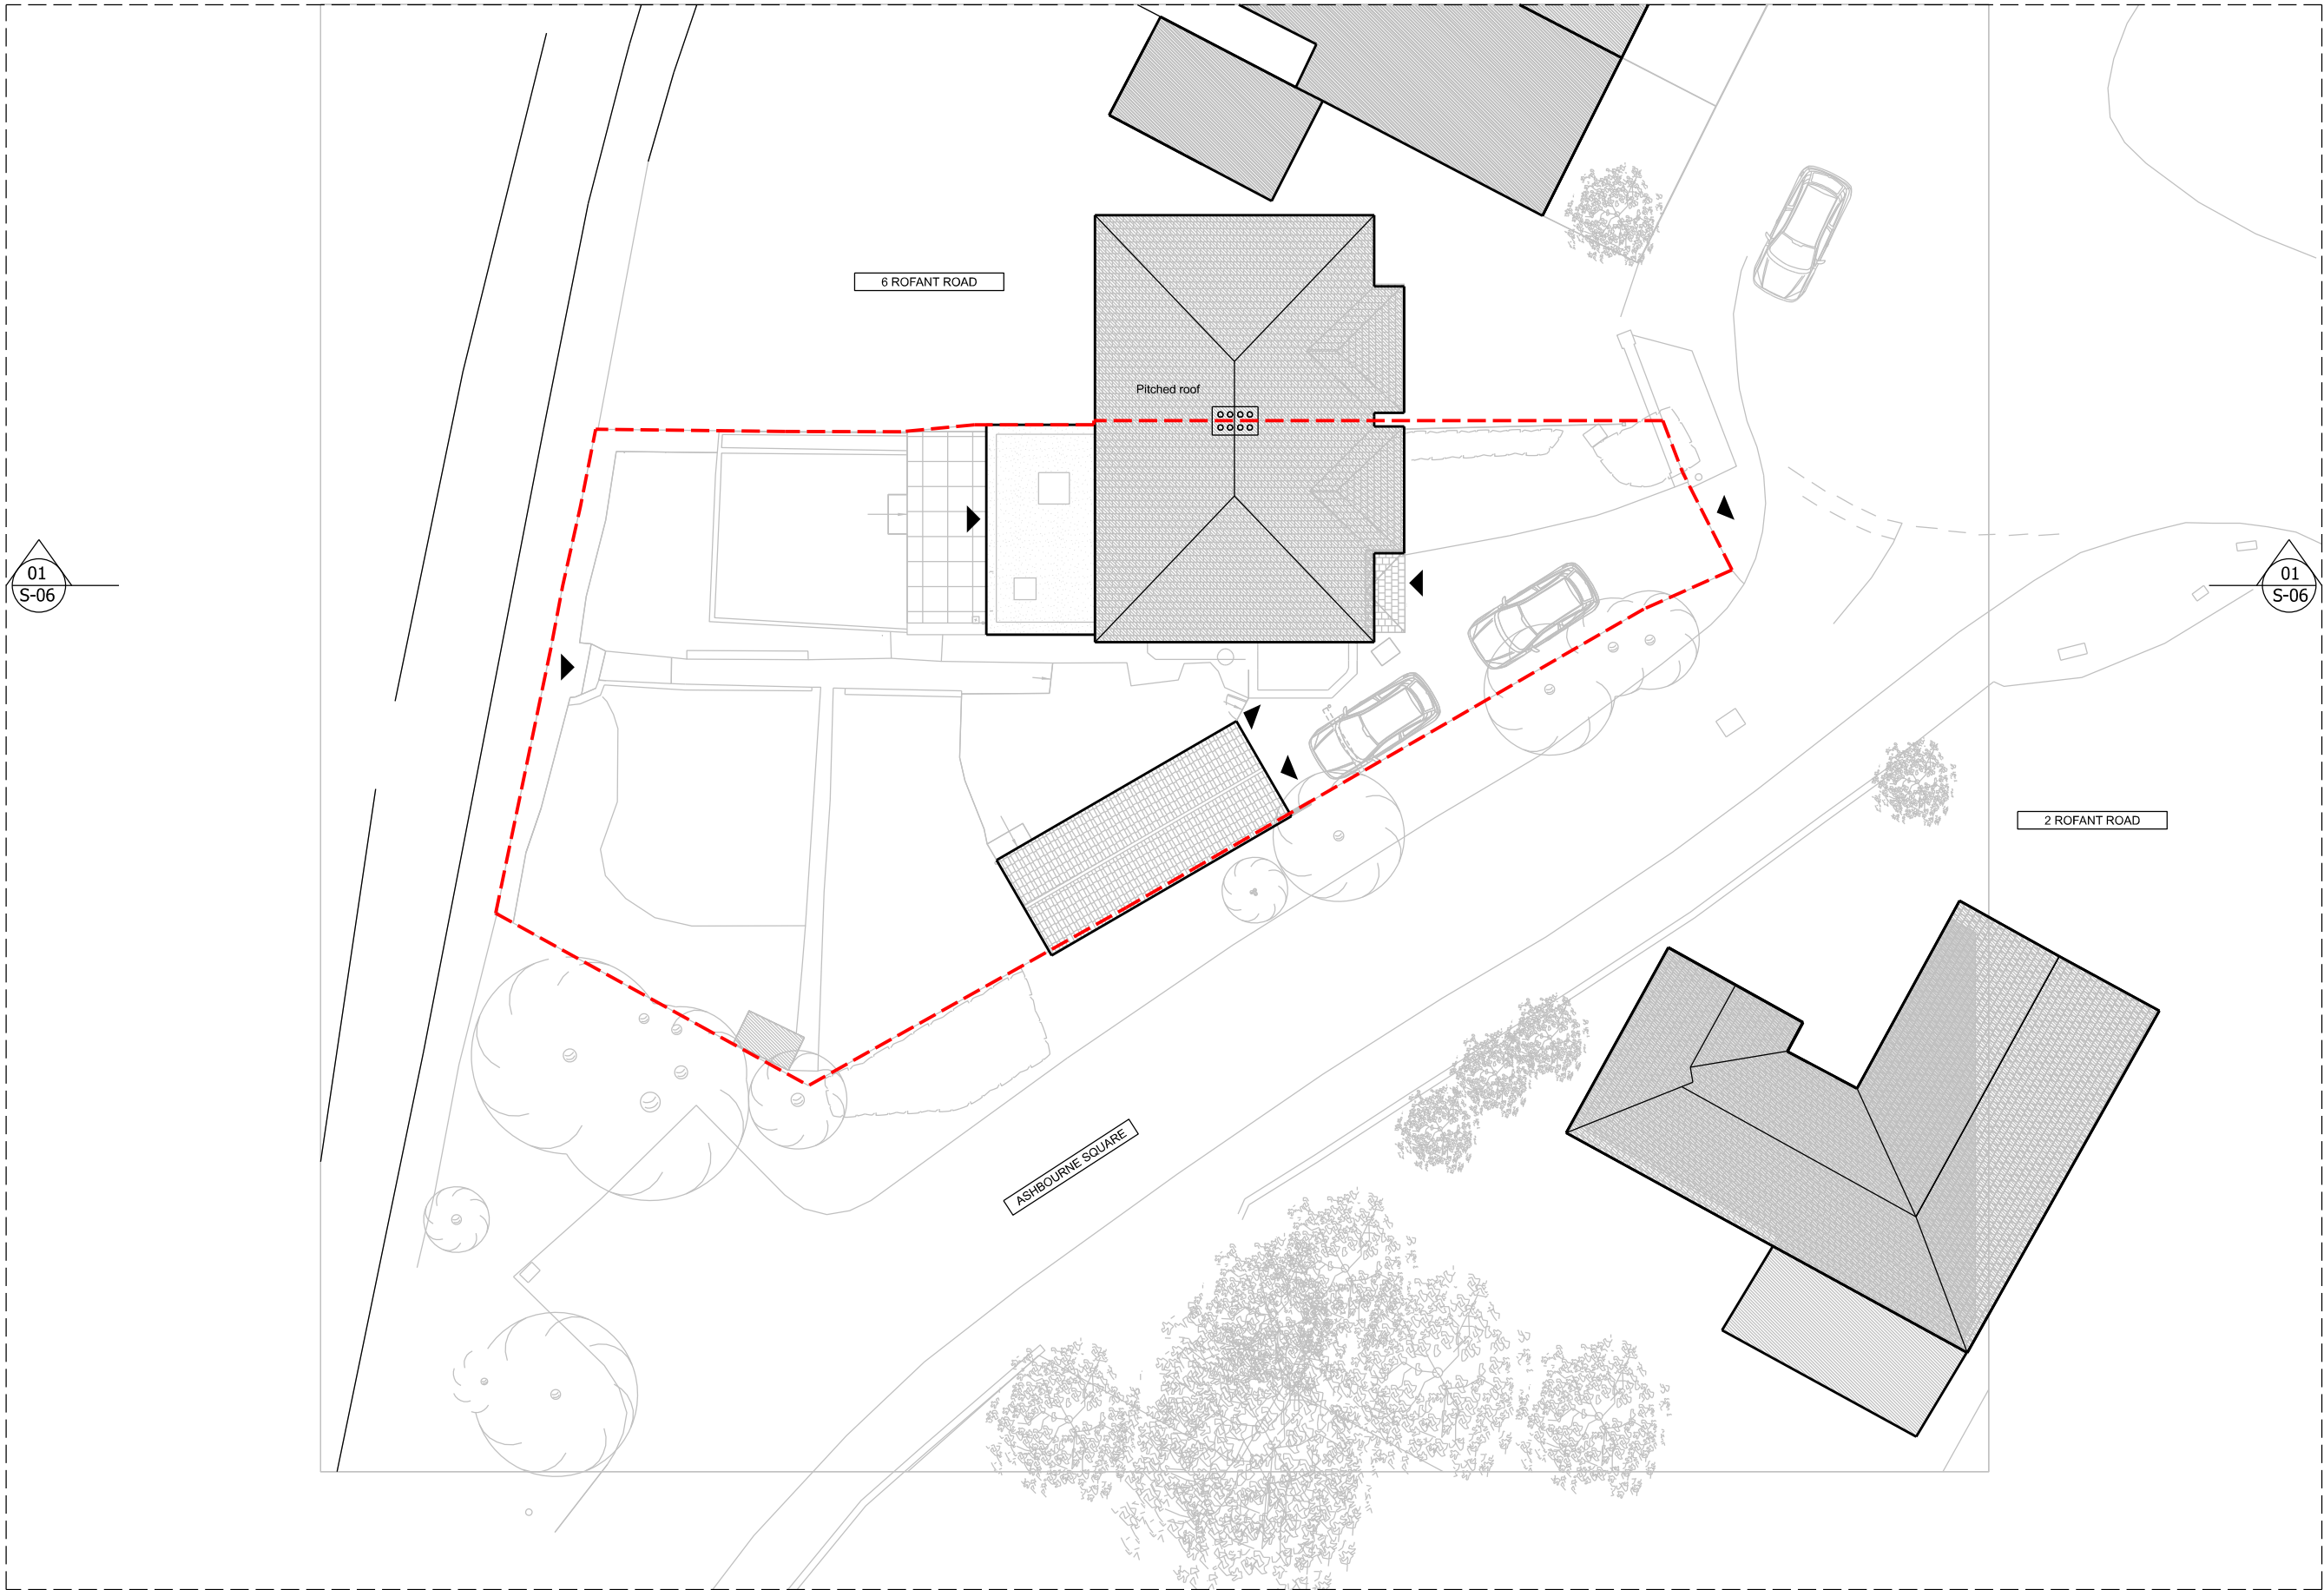 6 ROFANT ROAD
Pitched roof
01
S-06
01
S-06
2 ROFANT ROAD
ASHBOURNE SQUARE